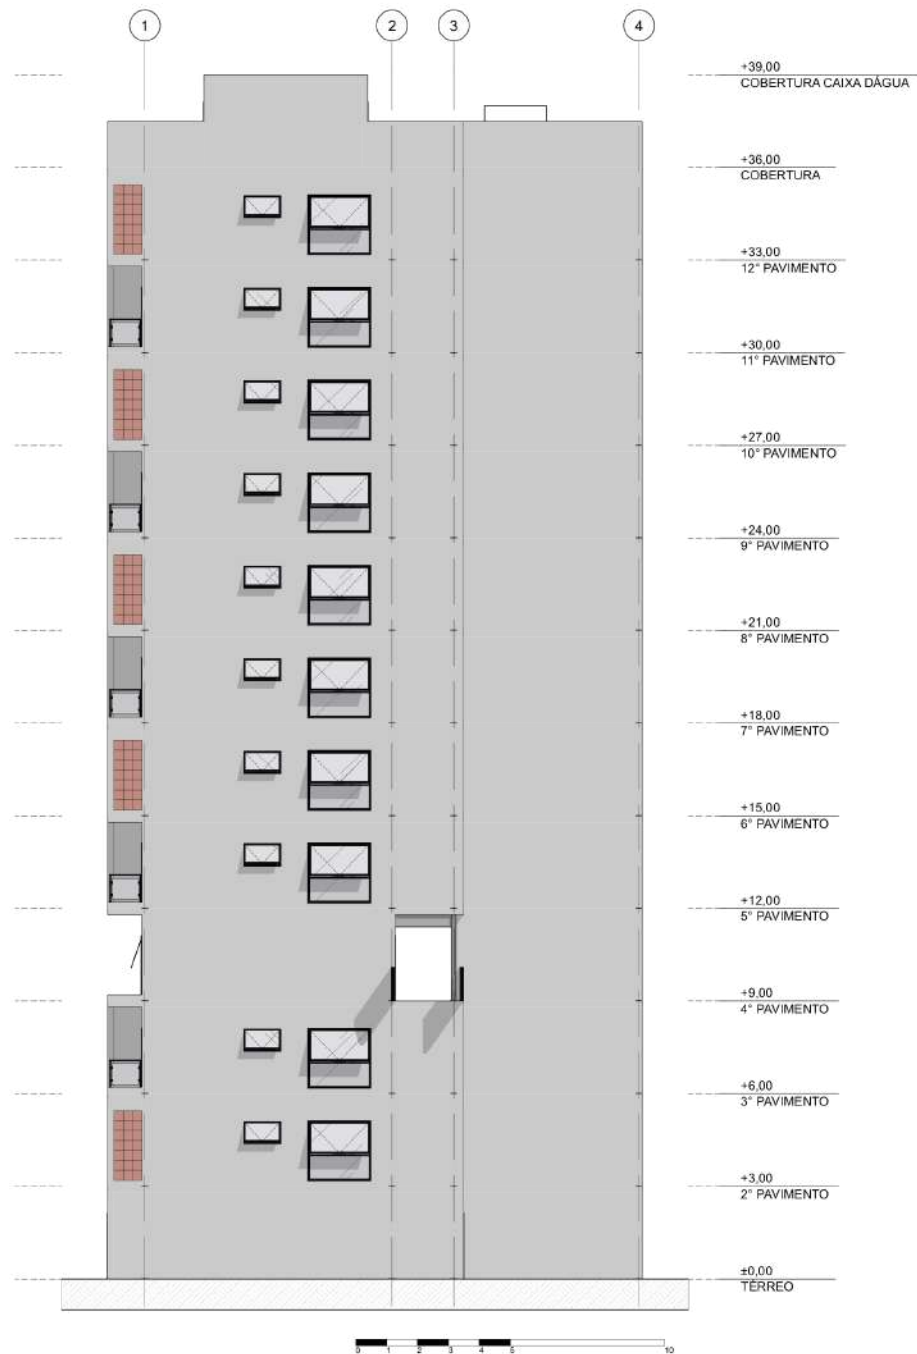 1 2 3 4
+39,00
COBERTURA CAIXA DÁGUA
+36,00
COBERTURA
+33,00
12° PAVIMENTO
+30,00
11° PAVIMENTO
+27,00
10° PAVIMENTO
+24,00
9° PAVIMENTO
+21,00
8° PAVIMENTO
+18,00
7° PAVIMENTO
+15,00
6° PAVIMENTO
+12,00
5° PAVIMENTO
+9,00
4° PAVIMENTO
+6,00
3° PAVIMENTO
+3,00
2° PAVIMENTO
±0,00
TÉRREO
0 1 2 3 4 5 10